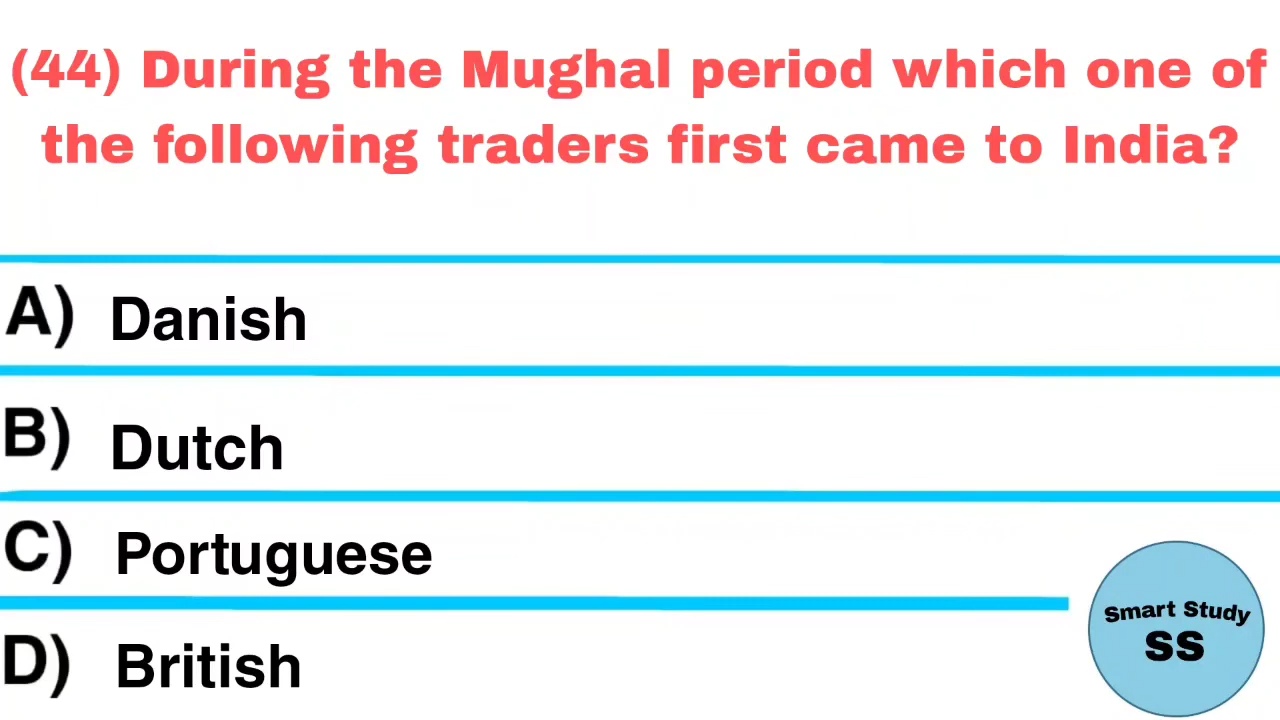 (44) During the Mughal period which one of
the following traders first came to India?
A) Danish
B) Dutch
C) Portuguese
D) British
Smart Study
SS